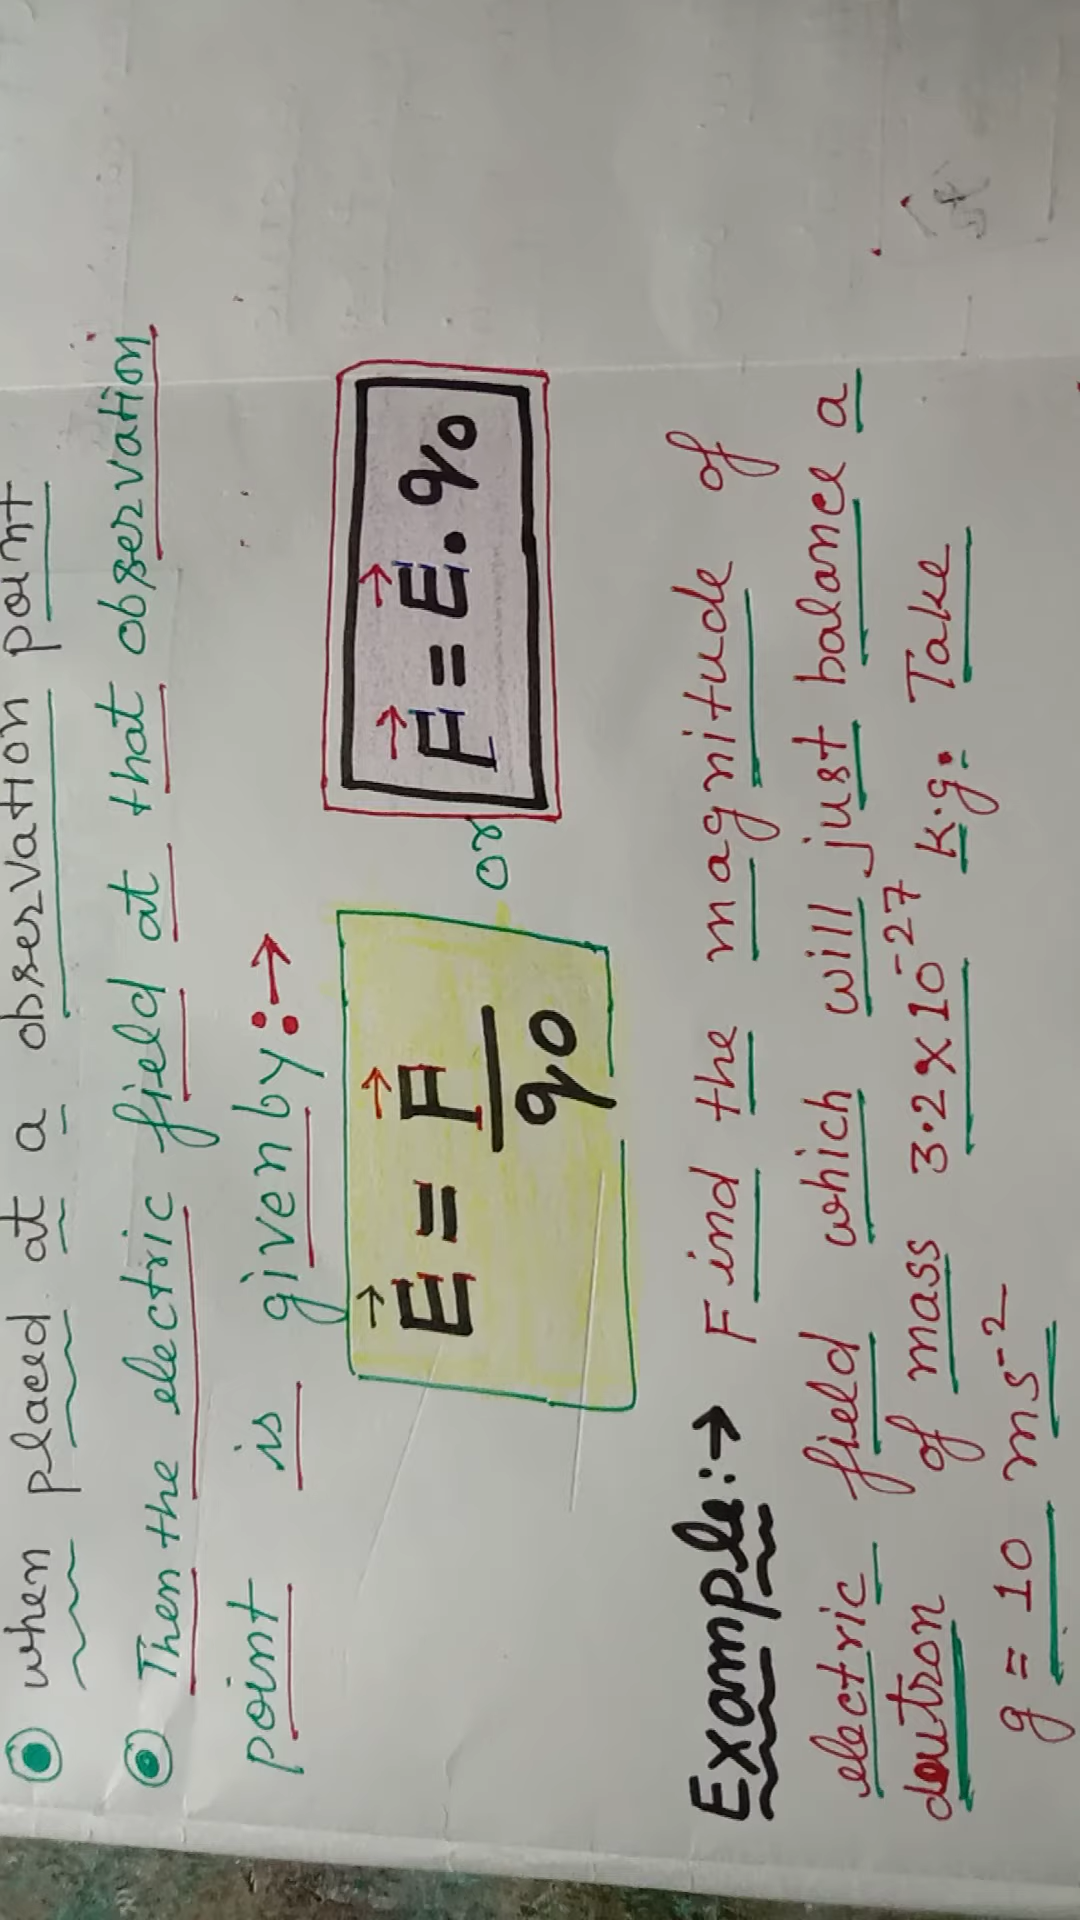 when placed at a observation point
Then the electric field at that observation
point is given by :→
E⃗ = F⃗ / q₀ or F⃗ = E⃗ . q₀
Example :→ Find the magnitude of
electric field which will just balance a
deutron of mass 3.2 × 10⁻²⁷ k.g. Take
g = 10 ms⁻²